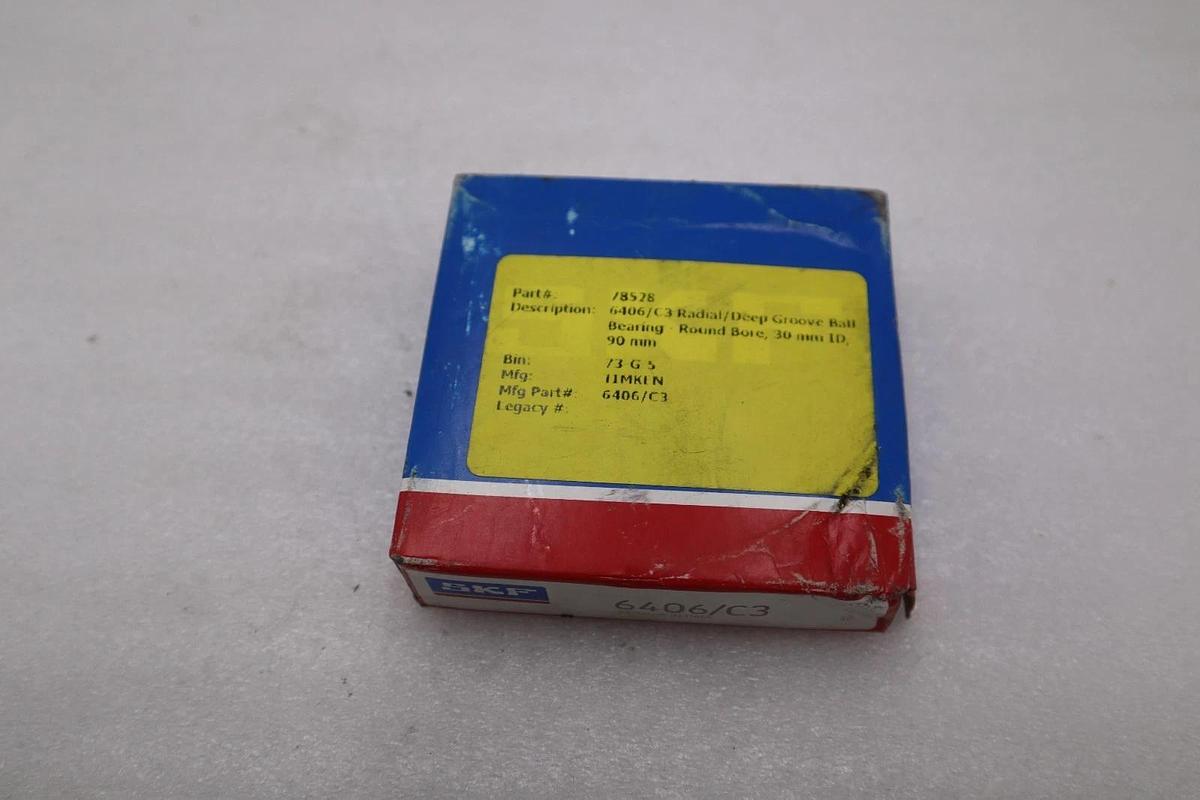 Part#: 78528
Description: 6406/C3 Radial/Deep Groove Ball
Bearing - Round Bore, 30 mm ID,
90 mm
Bin: 73-G-5
Mfg: TIMKEN
Mfg Part#: 6406/C3
Legacy #:
SKF
6406/C3